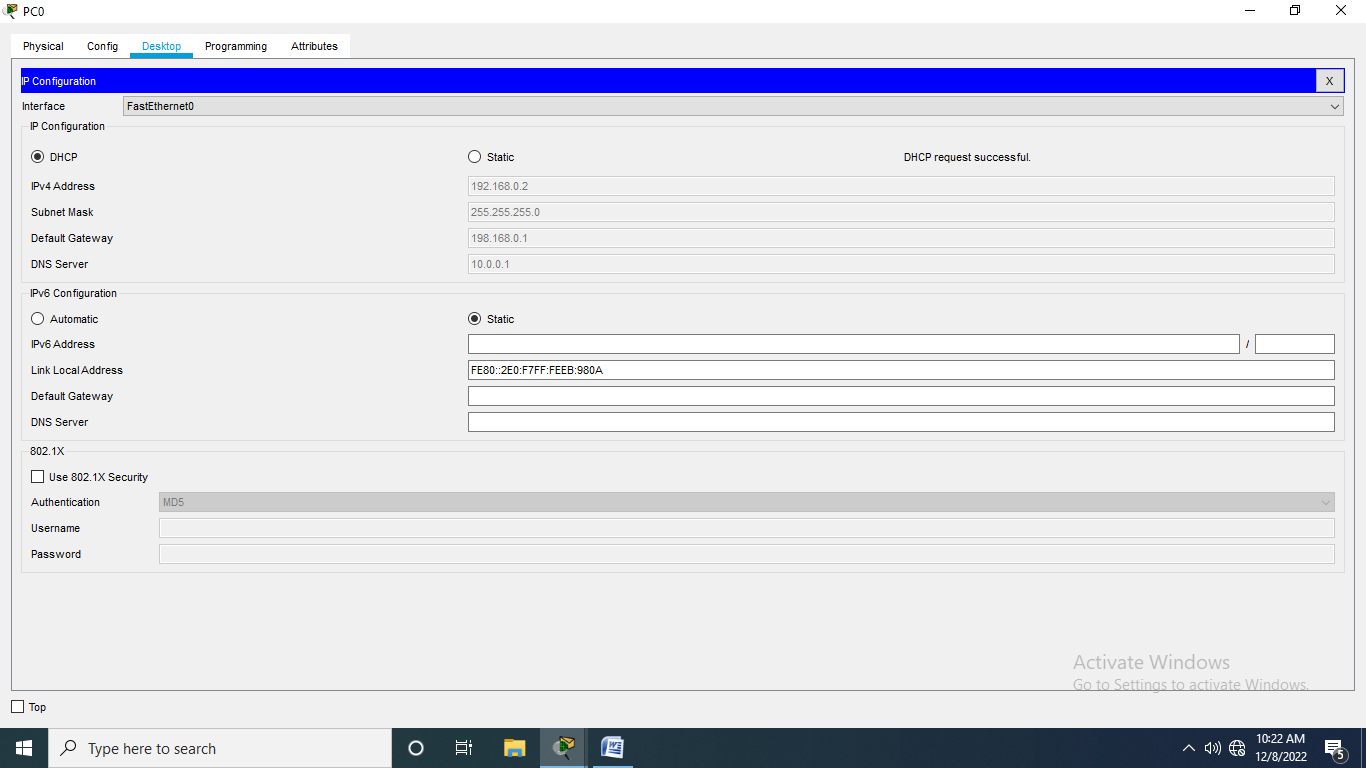 PC0
Physical Config Desktop Programming Attributes
IP Configuration X
Interface FastEthernet0
IP Configuration
DHCP Static DHCP request successful.
IPv4 Address 192.168.0.2
Subnet Mask 255.255.255.0
Default Gateway 198.168.0.1
DNS Server 10.0.0.1
IPv6 Configuration
Automatic Static
IPv6 Address /
Link Local Address FE80::2E0:F7FF:FEEB:980A
Default Gateway
DNS Server
802.1X
Use 802.1X Security
Authentication MD5
Username
Password
Activate Windows
Go to Settings to activate Windows.
Top
Type here to search
10:22 AM
12/8/2022
5